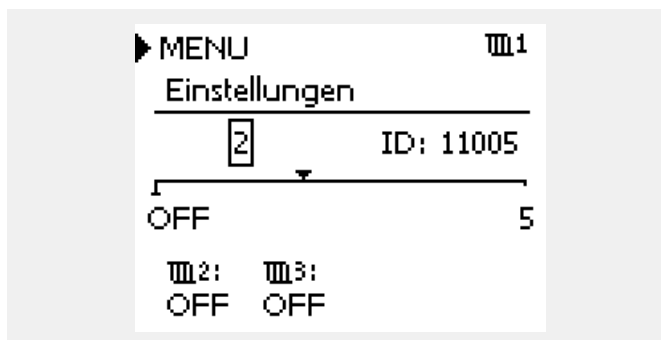 MENU 1
Einstellungen
2 ID: 11005
OFF 5
2: 3:
OFF OFF